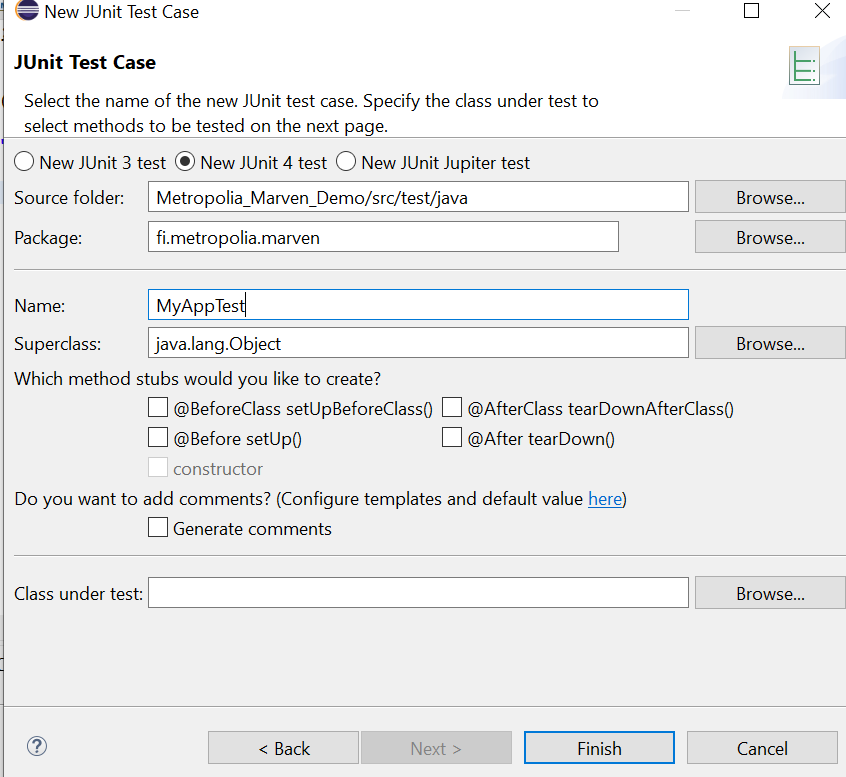 New JUnit Test Case
JUnit Test Case
Select the name of the new JUnit test case. Specify the class under test to
select methods to be tested on the next page.
New JUnit 3 test New JUnit 4 test New JUnit Jupiter test
Source folder: Metropolia_Marven_Demo/src/test/java Browse...
Package: fi.metropolia.marven Browse...
Name: MyAppTest
Superclass: java.lang.Object Browse...
Which method stubs would you like to create?
@BeforeClass setUpBeforeClass() @AfterClass tearDownAfterClass()
@Before setUp() @After tearDown()
constructor
Do you want to add comments? (Configure templates and default value here)
Generate comments
Class under test: Browse...
? < Back Next > Finish Cancel